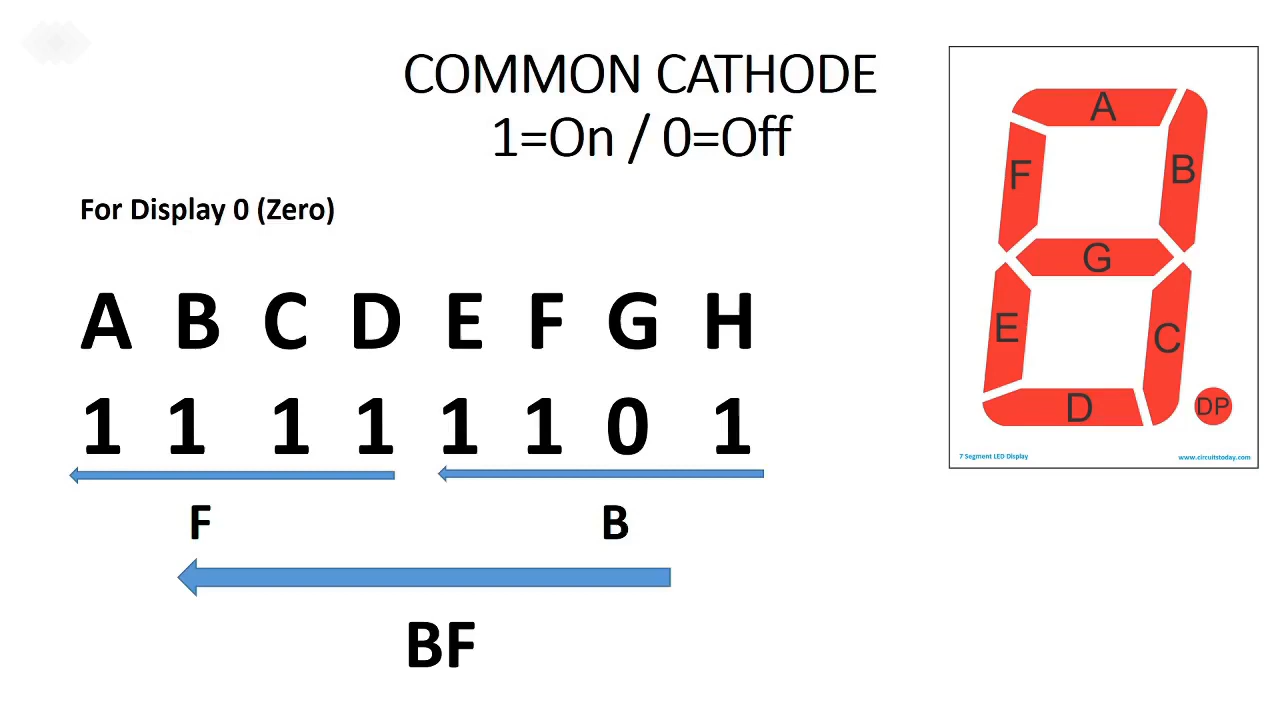 COMMON CATHODE
1=On / 0=Off
For Display 0 (Zero)
A B C D E F G H
1 1 1 1 1 1 0 1
F B
BF
A
F B
G
E C
D DP
7 Segment LED Display www.circuitstoday.com